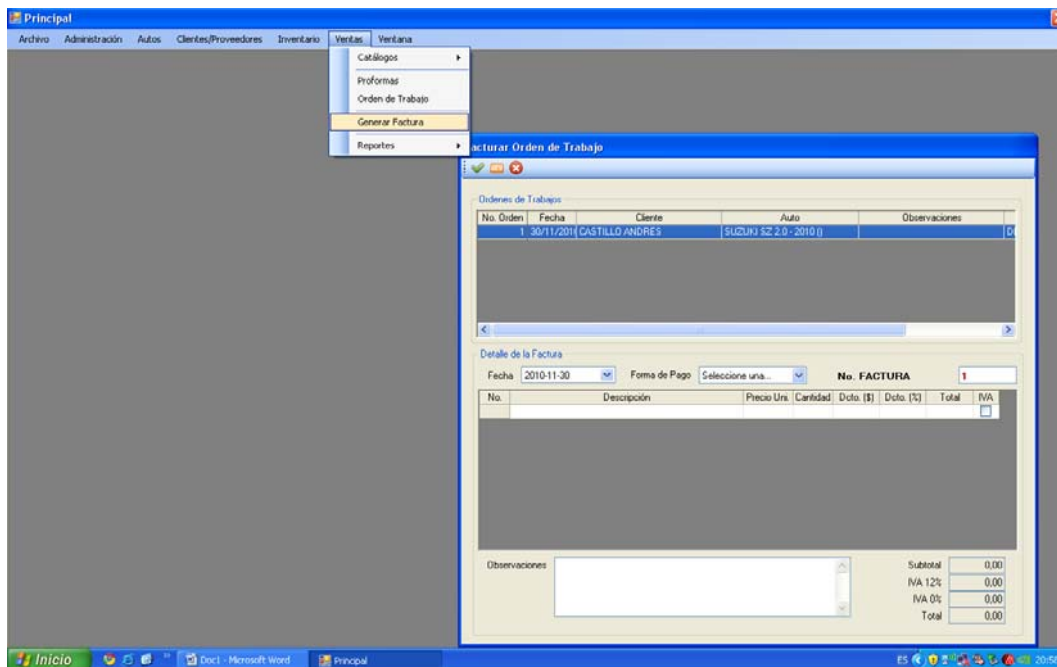 Principal
Archivo Administración Autos Clientes/Proveedores Inventario Ventas Ventana
Catálogos
Proformas
Orden de Trabajo
Generar Factura
Reportes
acturar Orden de Trabajo
Ordenes de Trabajos
No. Orden Fecha Cliente Auto Observaciones
1 30/11/201 CASTILLO ANDRES SUZUKI SZ 2.0 - 2010 ()
Detalle de la Factura
Fecha 2010-11-30 Forma de Pago Seleccione una... No. FACTURA 1
No. Descripción Precio Uni. Cantidad Dcto. ($) Dcto. (%) Total IVA
Observaciones
Subtotal 0,00
IVA 12% 0,00
IVA 0% 0,00
Total 0,00
Inicio Doc1 - Microsoft Word Principal ES